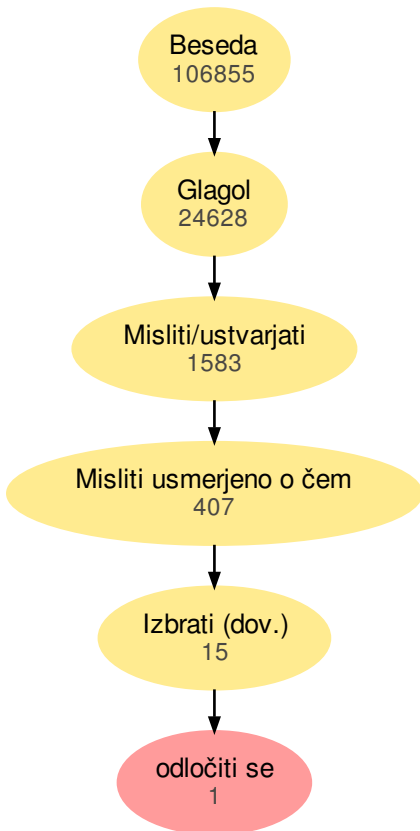 Beseda
106855
Glagol
24628
Misliti/ustvarjati
1583
Misliti usmerjeno o čem
407
Izbrati (dov.)
15
odločiti se
1